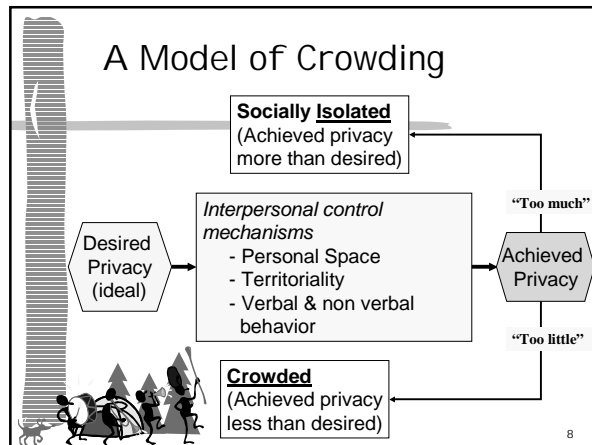 A Model of Crowding
Socially Isolated
(Achieved privacy
more than desired)
"Too much"
Desired
Privacy
(ideal)
Interpersonal control
mechanisms
- Personal Space
- Territoriality
- Verbal & non verbal
behavior
Achieved
Privacy
"Too little"
Crowded
(Achieved privacy
less than desired)
8